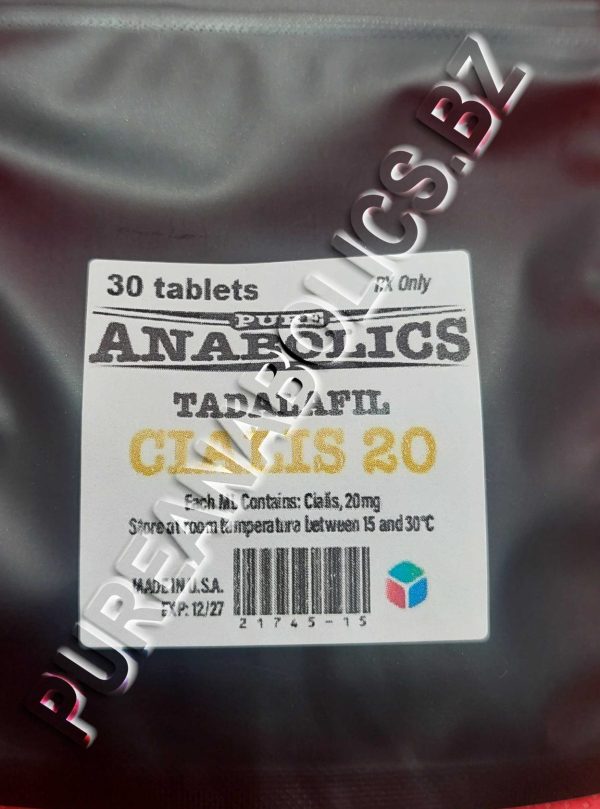 30 tablets
RX Only
PURE
ANABOLICS
TADALAFIL
CIALIS 20
Each ML Contains: Cialis, 20mg
Store at room temperature between 15 and 30°C
MADE IN U.S.A.
EXP: 12/27
21745-15
PUREANABOLICS.BZ